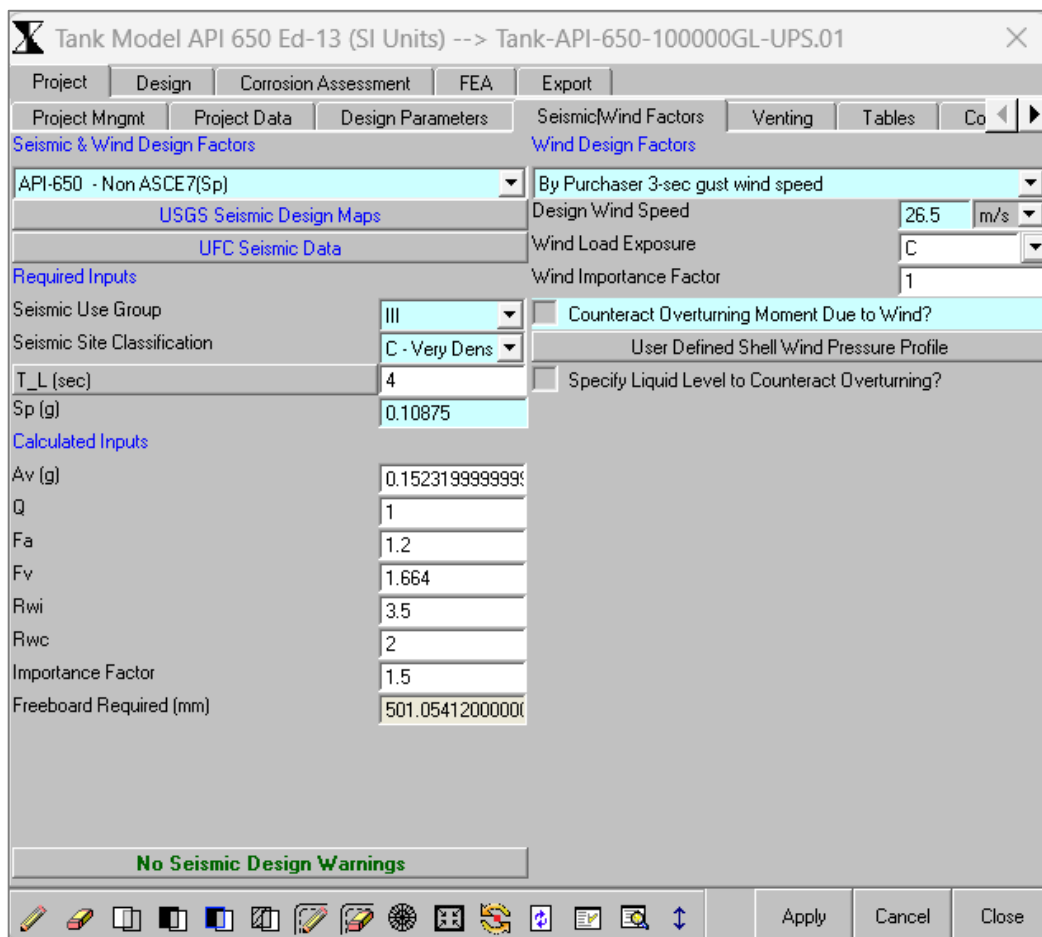 Tank Model API 650 Ed-13 (SI Units) --> Tank-API-650-100000GL-UPS.01
Project Design Corrosion Assessment FEA Export
Project Mngmt Project Data Design Parameters Seismic|Wind Factors Venting Tables Co
Seismic & Wind Design Factors
API-650 - Non ASCE7(Sp)
USGS Seismic Design Maps
UFC Seismic Data
Required Inputs
Seismic Use Group III
Seismic Site Classification C - Very Dens
T_L (sec) 4
Sp (g) 0.10875
Calculated Inputs
Av (g) 0.1523199999999
Q 1
Fa 1.2
Fv 1.664
Rwi 3.5
Rwc 2
Importance Factor 1.5
Freeboard Required (mm) 501.0541200000
No Seismic Design Warnings
Wind Design Factors
By Purchaser 3-sec gust wind speed
Design Wind Speed 26.5 m/s
Wind Load Exposure C
Wind Importance Factor 1
Counteract Overturning Moment Due to Wind?
User Defined Shell Wind Pressure Profile
Specify Liquid Level to Counteract Overturning?
Apply Cancel Close